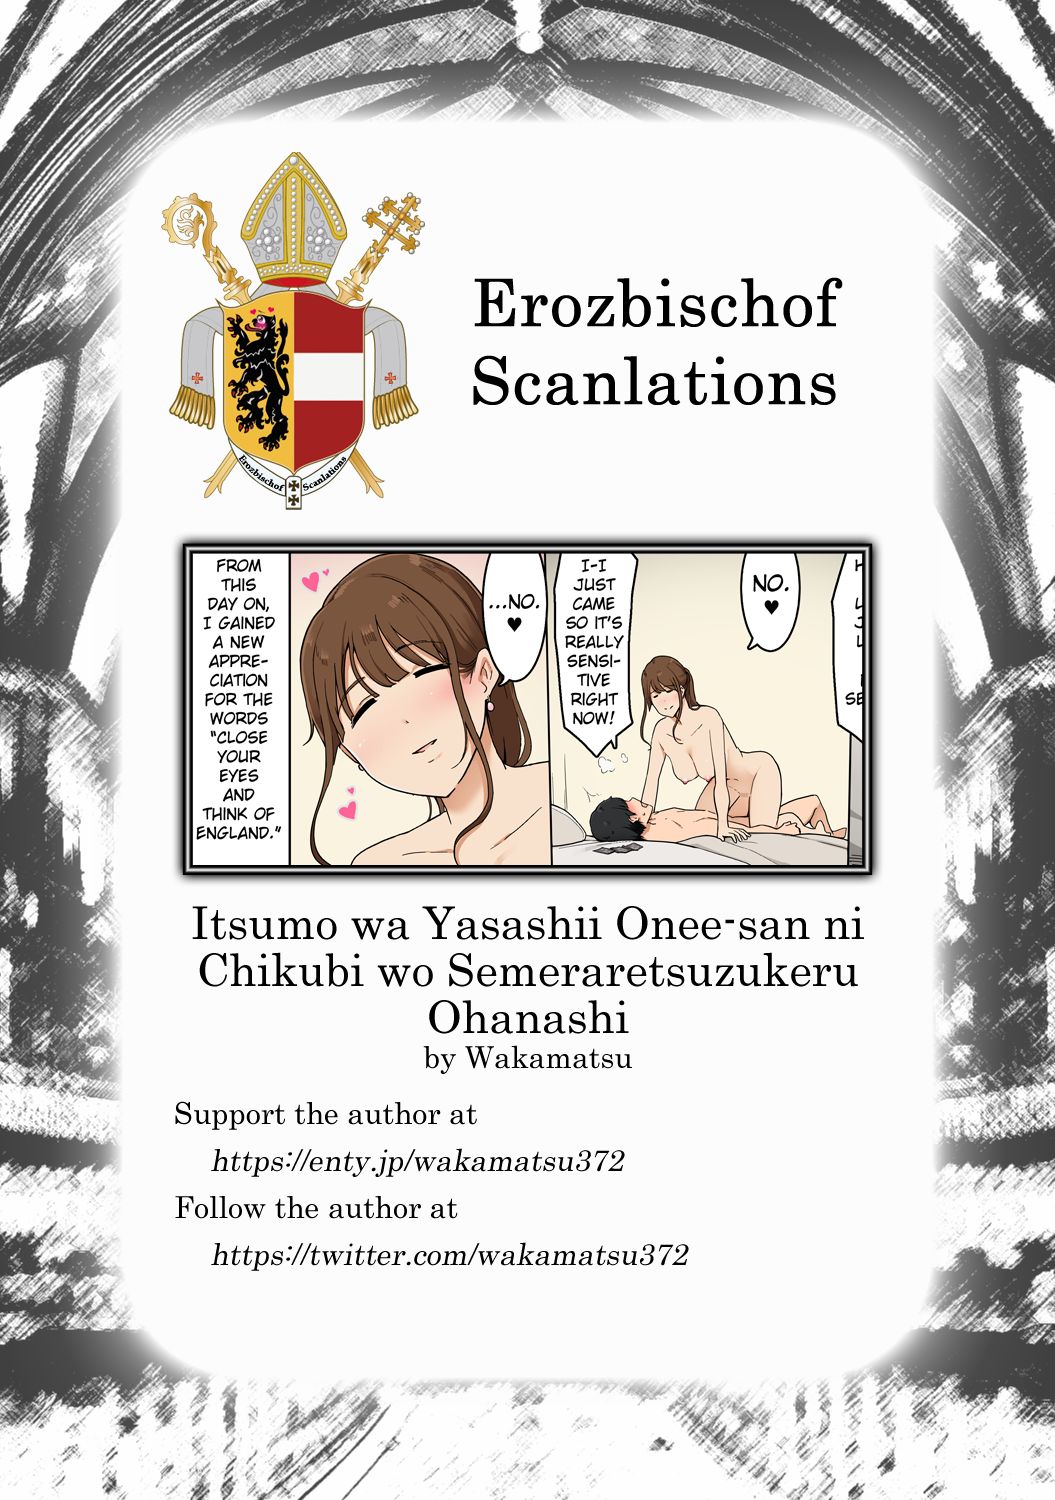 Erozbischof
Scanlations
Erozbischof Scanlations
FROM
THIS
DAY ON,
I GAINED
A NEW
APPRE-
CIATION
FOR THE
WORDS
"CLOSE
YOUR
EYES
AND
THINK OF
ENGLAND."
...NO.
♥
I-I
JUST
CAME
SO IT'S
REALLY
SENSI-
TIVE
RIGHT
NOW!
NO.
♥
Itsumo wa Yasashii Onee-san ni
Chikubi wo Semeraretsuzukeru
Ohanashi
by Wakamatsu
Support the author at
https://enty.jp/wakamatsu372
Follow the author at
https://twitter.com/wakamatsu372